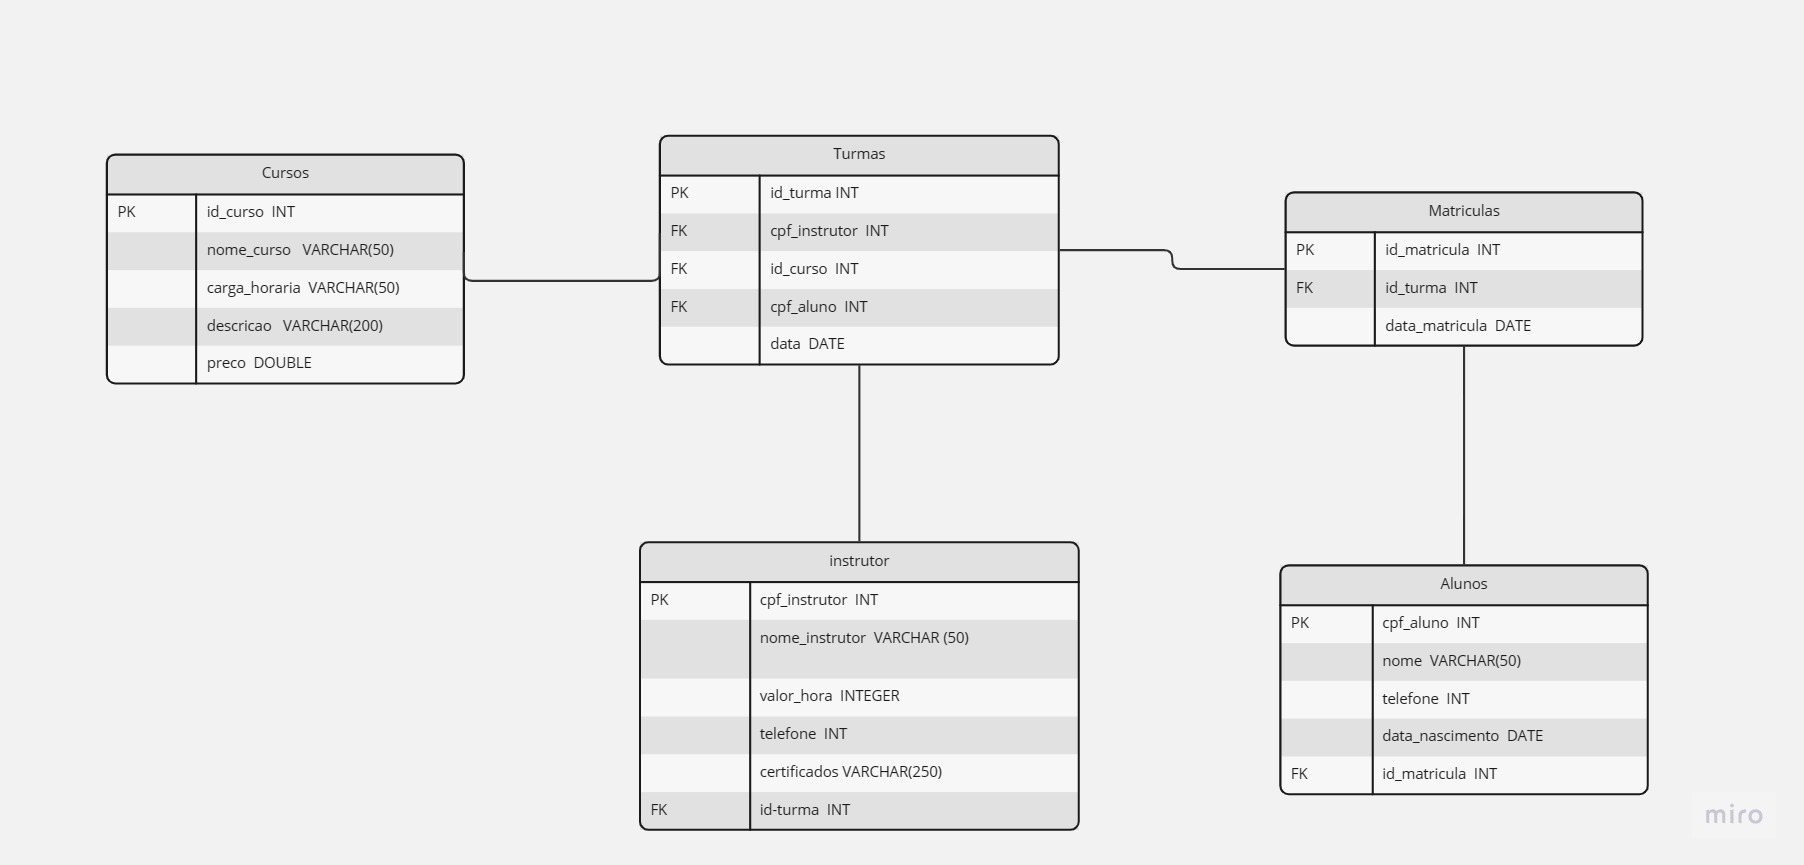 Cursos
PK id_curso INT
nome_curso VARCHAR(50)
carga_horaria VARCHAR(50)
descricao VARCHAR(200)
preco DOUBLE
Turmas
PK id_turma INT
FK cpf_instrutor INT
FK id_curso INT
FK cpf_aluno INT
data DATE
Matriculas
PK id_matricula INT
FK id_turma INT
data_matricula DATE
instrutor
PK cpf_instrutor INT
nome_instrutor VARCHAR (50)
valor_hora INTEGER
telefone INT
certificados VARCHAR(250)
FK id-turma INT
Alunos
PK cpf_aluno INT
nome VARCHAR(50)
telefone INT
data_nascimento DATE
FK id_matricula INT
miro